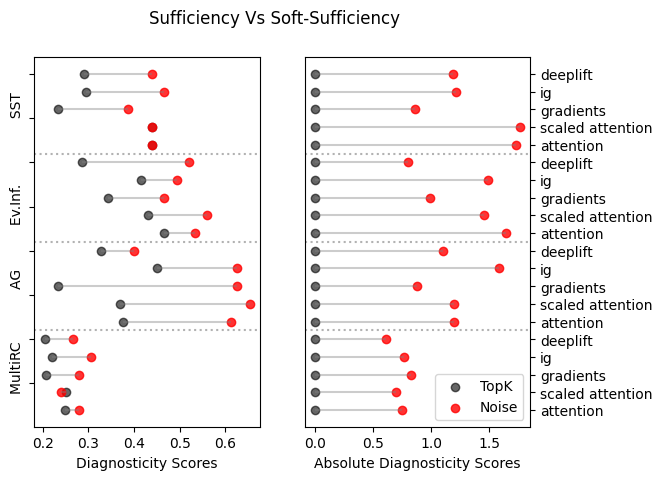 Sufficiency Vs Soft-Sufficiency
SST
Ev.Inf.
AG
MultiRC
0.2 0.3 0.4 0.5 0.6
Diagnosticity Scores
deeplift
ig
gradients
scaled attention
attention
deeplift
ig
gradients
scaled attention
attention
deeplift
ig
gradients
scaled attention
attention
deeplift
ig
gradients
scaled attention
attention
TopK
Noise
0.0 0.5 1.0 1.5
Absolute Diagnosticity Scores